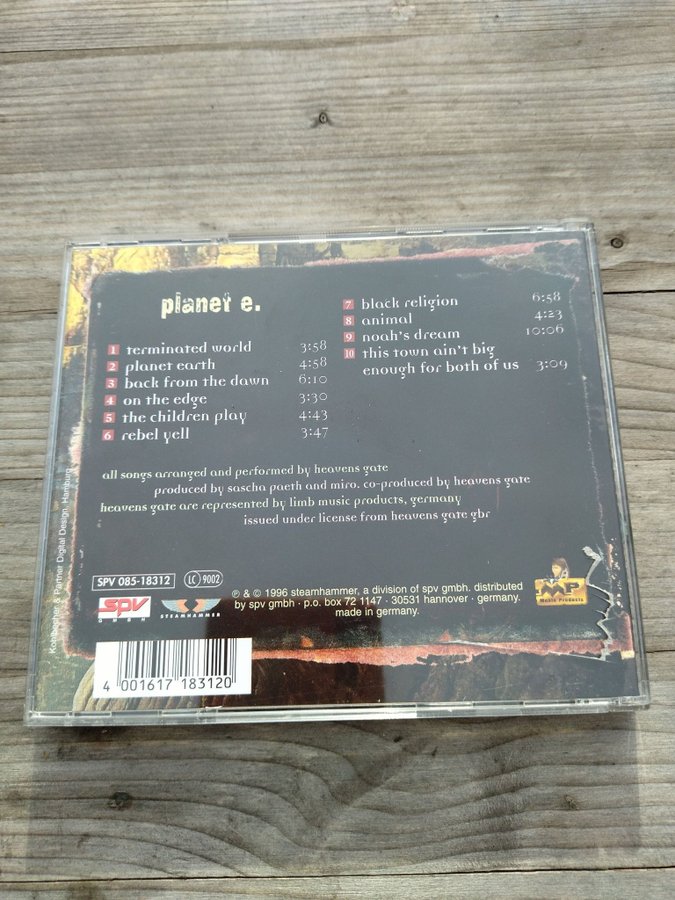 planet e.
1 terminated world 3:58
2 planet earth 4:58
3 back from the dawn 6:10
4 on the edge 3:30
5 the children play 4:43
6 rebel yell 3:47
7 black religion 6:58
8 animal 4:23
9 noah's dream 10:06
10 this town ain't big
enough for both of us 3:09
all songs arranged and performed by heavens gate
produced by sascha paeth and miro. co-produced by heavens gate
heavens gate are represented by limb music products, germany
issued under license from heavens gate gbr
SPV 085-18312 LC 9002
spv
GMBH
STEAMHAMMER
℗ & © 1996 steamhammer, a division of spv gmbh. distributed
by spv gmbh · p.o. box 72 1147 · 30531 hannover · germany.
made in germany.
Music Products
4 001617 183120
& Partner Digital Design, Hamburg